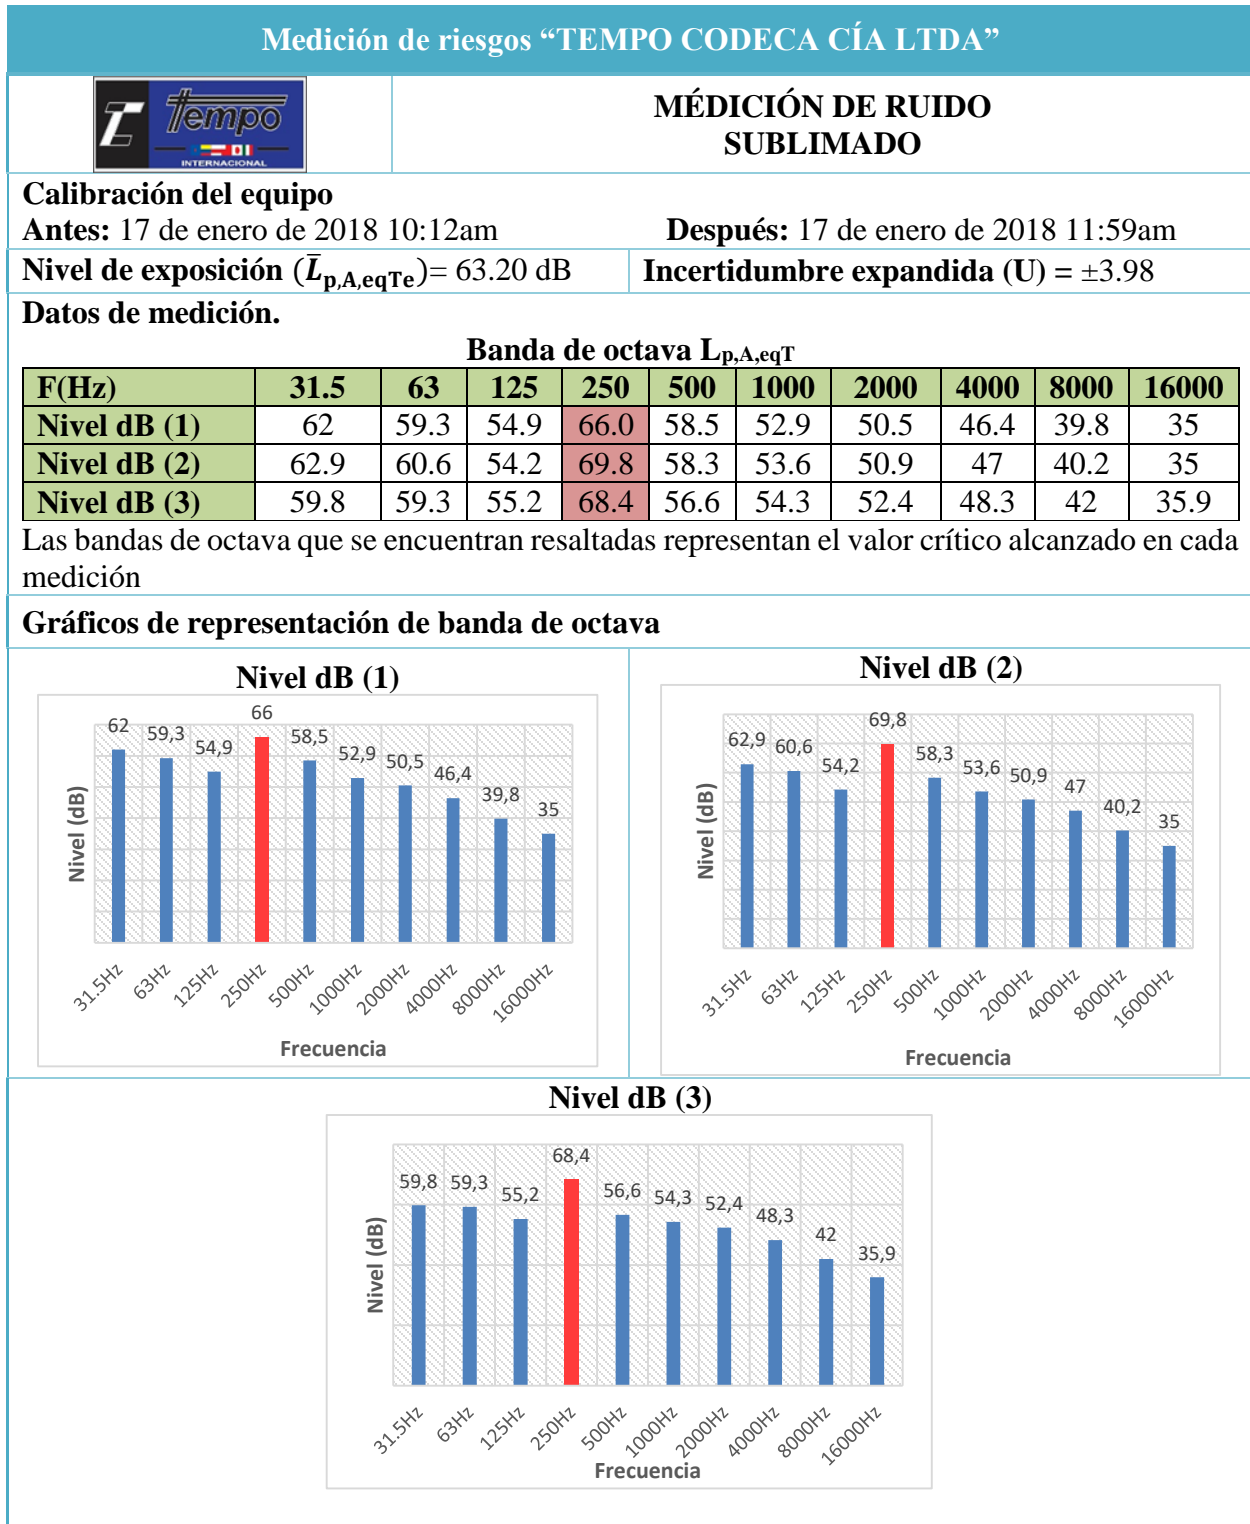 Medición de riesgos “TEMPO CODECA CÍA LTDA”
Tempo
INTERNACIONAL
MÉDICIÓN DE RUIDO
SUBLIMADO
Calibración del equipo
Antes: 17 de enero de 2018 10:12am Después: 17 de enero de 2018 11:59am
Nivel de exposición (L̅p,A,eqTe)= 63.20 dB Incertidumbre expandida (U) = ±3.98
Datos de medición.
Banda de octava Lp,A,eqT
F(Hz) 31.5 63 125 250 500 1000 2000 4000 8000 16000
Nivel dB (1) 62 59.3 54.9 66.0 58.5 52.9 50.5 46.4 39.8 35
Nivel dB (2) 62.9 60.6 54.2 69.8 58.3 53.6 50.9 47 40.2 35
Nivel dB (3) 59.8 59.3 55.2 68.4 56.6 54.3 52.4 48.3 42 35.9
Las bandas de octava que se encuentran resaltadas representan el valor crítico alcanzado en cada
medición
Gráficos de representación de banda de octava
Nivel dB (1)
62 59,3 54,9 66 58,5 52,9 50,5 46,4 39,8 35
Nivel (dB)
31.5Hz 63Hz 125Hz 250Hz 500Hz 1000Hz 2000Hz 4000Hz 8000Hz 16000Hz
Frecuencia
Nivel dB (2)
62,9 60,6 54,2 69,8 58,3 53,6 50,9 47 40,2 35
Nivel (dB)
31.5Hz 63Hz 125Hz 250Hz 500Hz 1000Hz 2000Hz 4000Hz 8000Hz 16000Hz
Frecuencia
Nivel dB (3)
59,8 59,3 55,2 68,4 56,6 54,3 52,4 48,3 42 35,9
Nivel (dB)
31.5Hz 63Hz 125Hz 250Hz 500Hz 1000Hz 2000Hz 4000Hz 8000Hz 16000Hz
Frecuencia